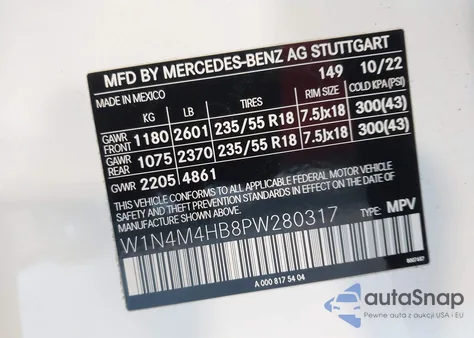 MFD BY MERCEDES-BENZ AG STUTTGART
MADE IN MEXICO 149 10/22
KG LB TIRES RIM SIZE COLD KPA(PSI)
GAWR FRONT 1180 2601 235/55 R18 7.5Jx18 300(43)
GAWR REAR 1075 2370 235/55 R18 7.5Jx18 300(43)
GVWR 2205 4861
THIS VEHICLE CONFORMS TO ALL APPLICABLE FEDERAL MOTOR VEHICLE
SAFETY AND THEFT PREVENTION STANDARDS IN EFFECT ON THE DATE OF
MANUFACTURE SHOWN ABOVE.
W1N4M4HB8PW280317 TYPE: MPV
A 000 817 54 04
autoSnap
Pewne auta z aukcji USA i EU